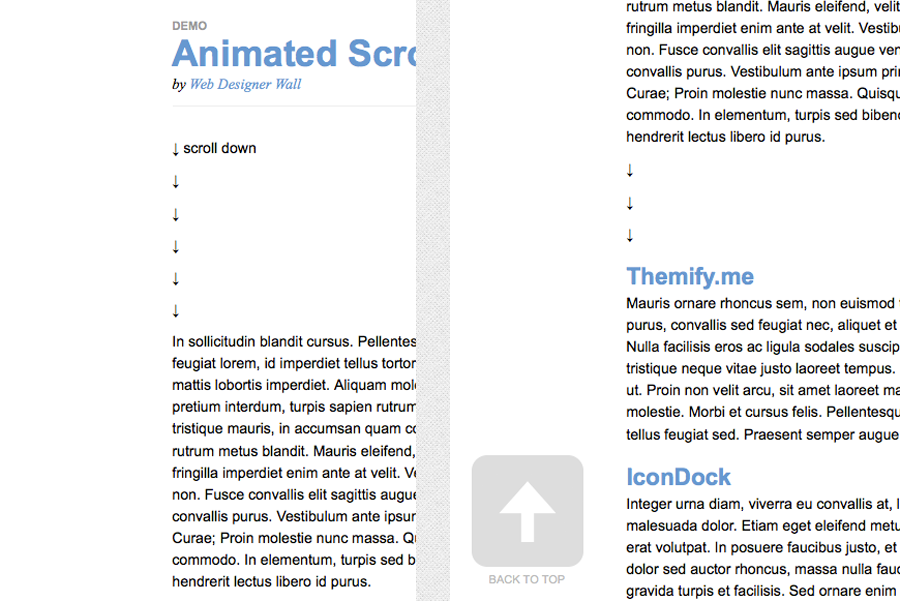 DEMO
Animated Scro
by Web Designer Wall
↓ scroll down
↓
↓
↓
↓
↓
In sollicitudin blandit cursus. Pellentes
feugiat lorem, id imperdiet tellus tortor
mattis lobortis imperdiet. Aliquam mole
pretium interdum, turpis sapien rutrum
tristique mauris, in accumsan quam co
rutrum metus blandit. Mauris eleifend,
fringilla imperdiet enim ante at velit. Ve
non. Fusce convallis elit sagittis augue
convallis purus. Vestibulum ante ipsum
Curae; Proin molestie nunc massa. Qu
commodo. In elementum, turpis sed b
hendrerit lectus libero id purus.
rutrum metus blandit. Mauris eleifend, velit
fringilla imperdiet enim ante at velit. Vestib
non. Fusce convallis elit sagittis augue ven
convallis purus. Vestibulum ante ipsum prin
Curae; Proin molestie nunc massa. Quisqu
commodo. In elementum, turpis sed bibend
hendrerit lectus libero id purus.
↓
↓
↓
Themify.me
Mauris ornare rhoncus sem, non euismod
purus, convallis sed feugiat nec, aliquet et
Nulla facilisis eros ac ligula sodales suscip
tristique neque vitae justo laoreet tempus.
ut. Proin non velit arcu, sit amet laoreet ma
molestie. Morbi et cursus felis. Pellentesqu
tellus feugiat sed. Praesent semper augue
IconDock
Integer urna diam, viverra eu convallis at, l
malesuada dolor. Etiam eget eleifend metu
erat volutpat. In posuere faucibus justo, et
dolor sed auctor rhoncus, massa nulla fauc
gravida turpis et facilisis. Sed ornare enim
BACK TO TOP